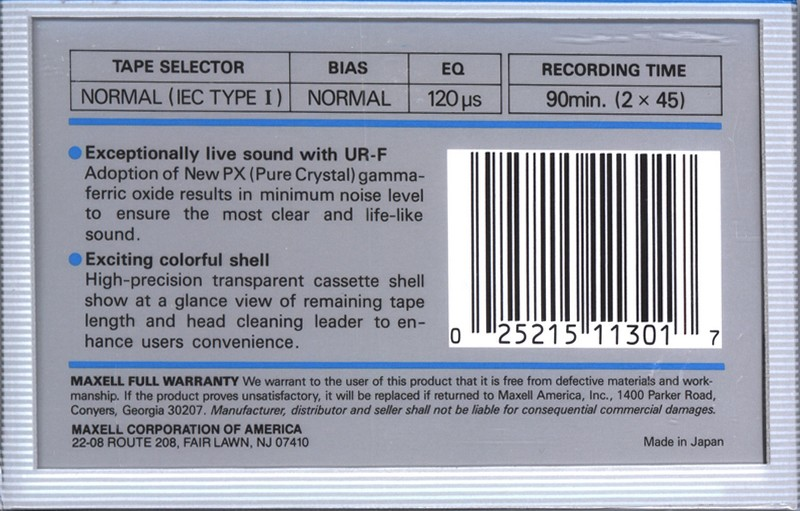 TAPE SELECTOR BIAS EQ RECORDING TIME
NORMAL (IEC TYPE I) NORMAL 120µs 90min. (2 × 45)
Exceptionally live sound with UR-F
Adoption of New PX (Pure Crystal) gamma-
ferric oxide results in minimum noise level
to ensure the most clear and life-like
sound.
Exciting colorful shell
High-precision transparent cassette shell
show at a glance view of remaining tape
length and head cleaning leader to en-
hance users convenience.
0 25215 11301 7
MAXELL FULL WARRANTY We warrant to the user of this product that it is free from defective materials and work-
manship. If the product proves unsatisfactory, it will be replaced if returned to Maxell America, Inc., 1400 Parker Road,
Conyers, Georgia 30207. Manufacturer, distributor and seller shall not be liable for consequential commercial damages.
MAXELL CORPORATION OF AMERICA
22-08 ROUTE 208, FAIR LAWN, NJ 07410
Made in Japan